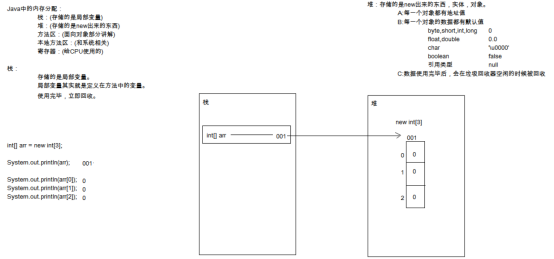 Java中的内存分配：
栈：(存储的是局部变量)
堆：(存储的是new出来的东西)
方法区：(面向对象部分讲解)
本地方法区：(和系统相关)
寄存器：(给CPU使用的)
栈：
存储的是局部变量。
局部变量其实就是定义在方法中的变量。
使用完毕，立即回收。
堆：存储的是new出来的东西，实体，对象。
A:每一个对象都有地址值
B:每一个对象的数据都有默认值
byte,short,int,long 0
float,double 0.0
char '\u0000'
boolean false
引用类型 null
C:数据使用完毕后，会在垃圾回收器空闲的时候被回收
int[] arr = new int[3];
System.out.println(arr); 001
System.out.println(arr[0]); 0
System.out.println(arr[1]); 0
System.out.println(arr[2]); 0
栈
int[] arr 001
堆
new int[3]
001
0 0
1 0
2 0